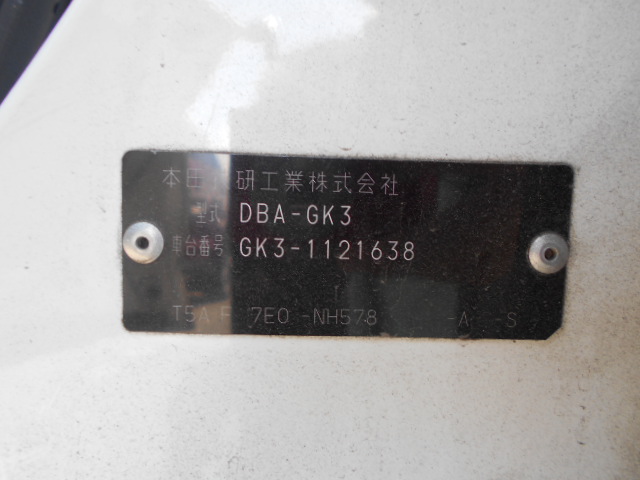 本田 研工業株式会社
型式 DBA-GK3
車台番号 GK3-1121638
T5A F 7E0 -NH578 -A -S